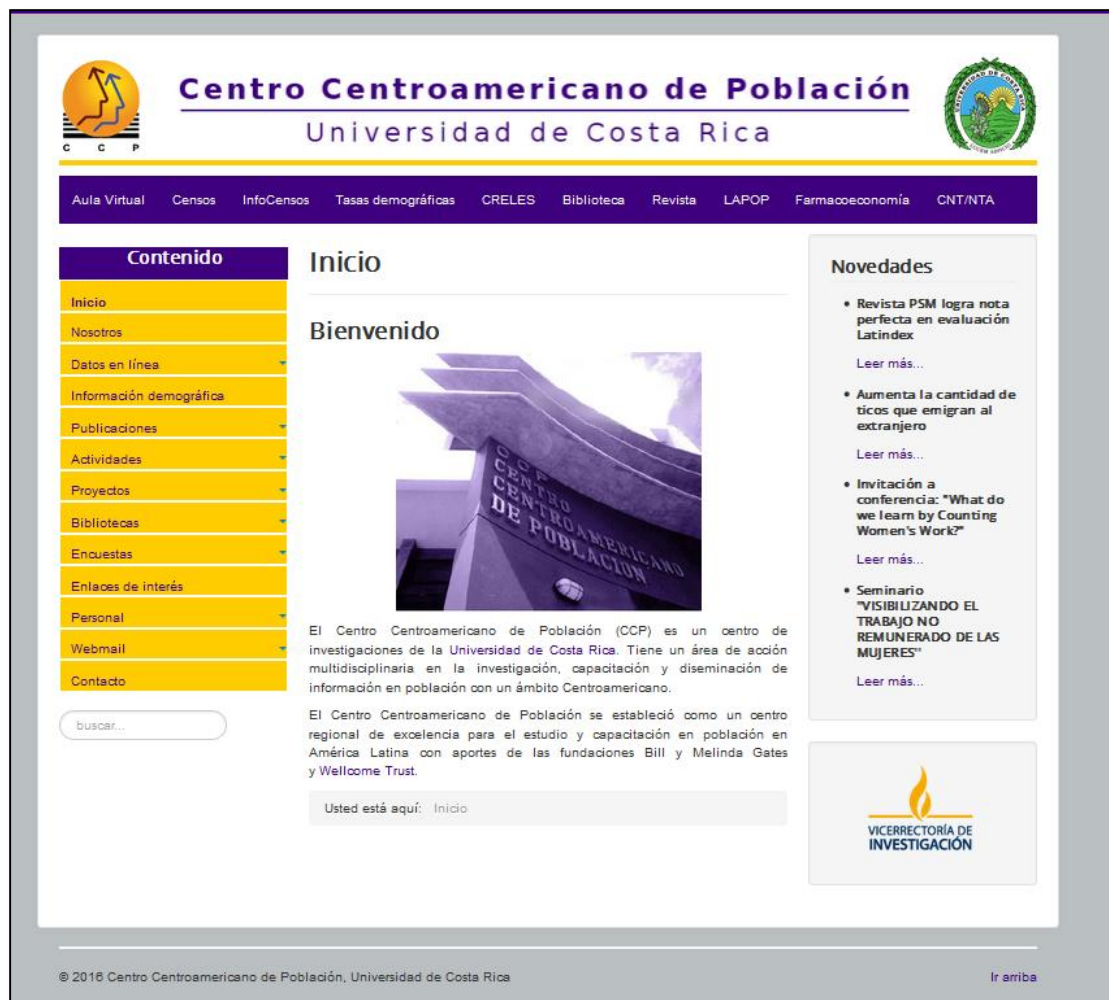 C C P
Centro Centroamericano de Población
Universidad de Costa Rica
UNIVERSIDAD DE COSTA RICA
Aula Virtual Censos InfoCensos Tasas demográficas CRELES Biblioteca Revista LAPOP Farmacoeconomía CNT/NTA
Contenido
Inicio
Nosotros
Datos en línea
Información demográfica
Publicaciones
Actividades
Proyectos
Bibliotecas
Encuestas
Enlaces de interés
Personal
Webmail
Contacto
buscar...
Inicio
Bienvenido
CCP
CENTRO
CENTROAMERICANO
DE POBLACION
El Centro Centroamericano de Población (CCP) es un centro de
investigaciones de la Universidad de Costa Rica. Tiene un área de acción
multidisciplinaria en la investigación, capacitación y diseminación de
información en población con un ámbito Centroamericano.
El Centro Centroamericano de Población se estableció como un centro
regional de excelencia para el estudio y capacitación en población en
América Latina con aportes de las fundaciones Bill y Melinda Gates
y Wellcome Trust.
Usted está aquí: Inicio
Novedades
• Revista PSM logra nota
perfecta en evaluación
Latindex
Leer más...
• Aumenta la cantidad de
ticos que emigran al
extranjero
Leer más...
• Invitación a
conferencia: "What do
we learn by Counting
Women's Work?"
Leer más...
• Seminario
"VISIBILIZANDO EL
TRABAJO NO
REMUNERADO DE LAS
MUJERES"
Leer más...
VICERRECTORÍA DE
INVESTIGACIÓN
© 2016 Centro Centroamericano de Población, Universidad de Costa Rica
Ir arriba